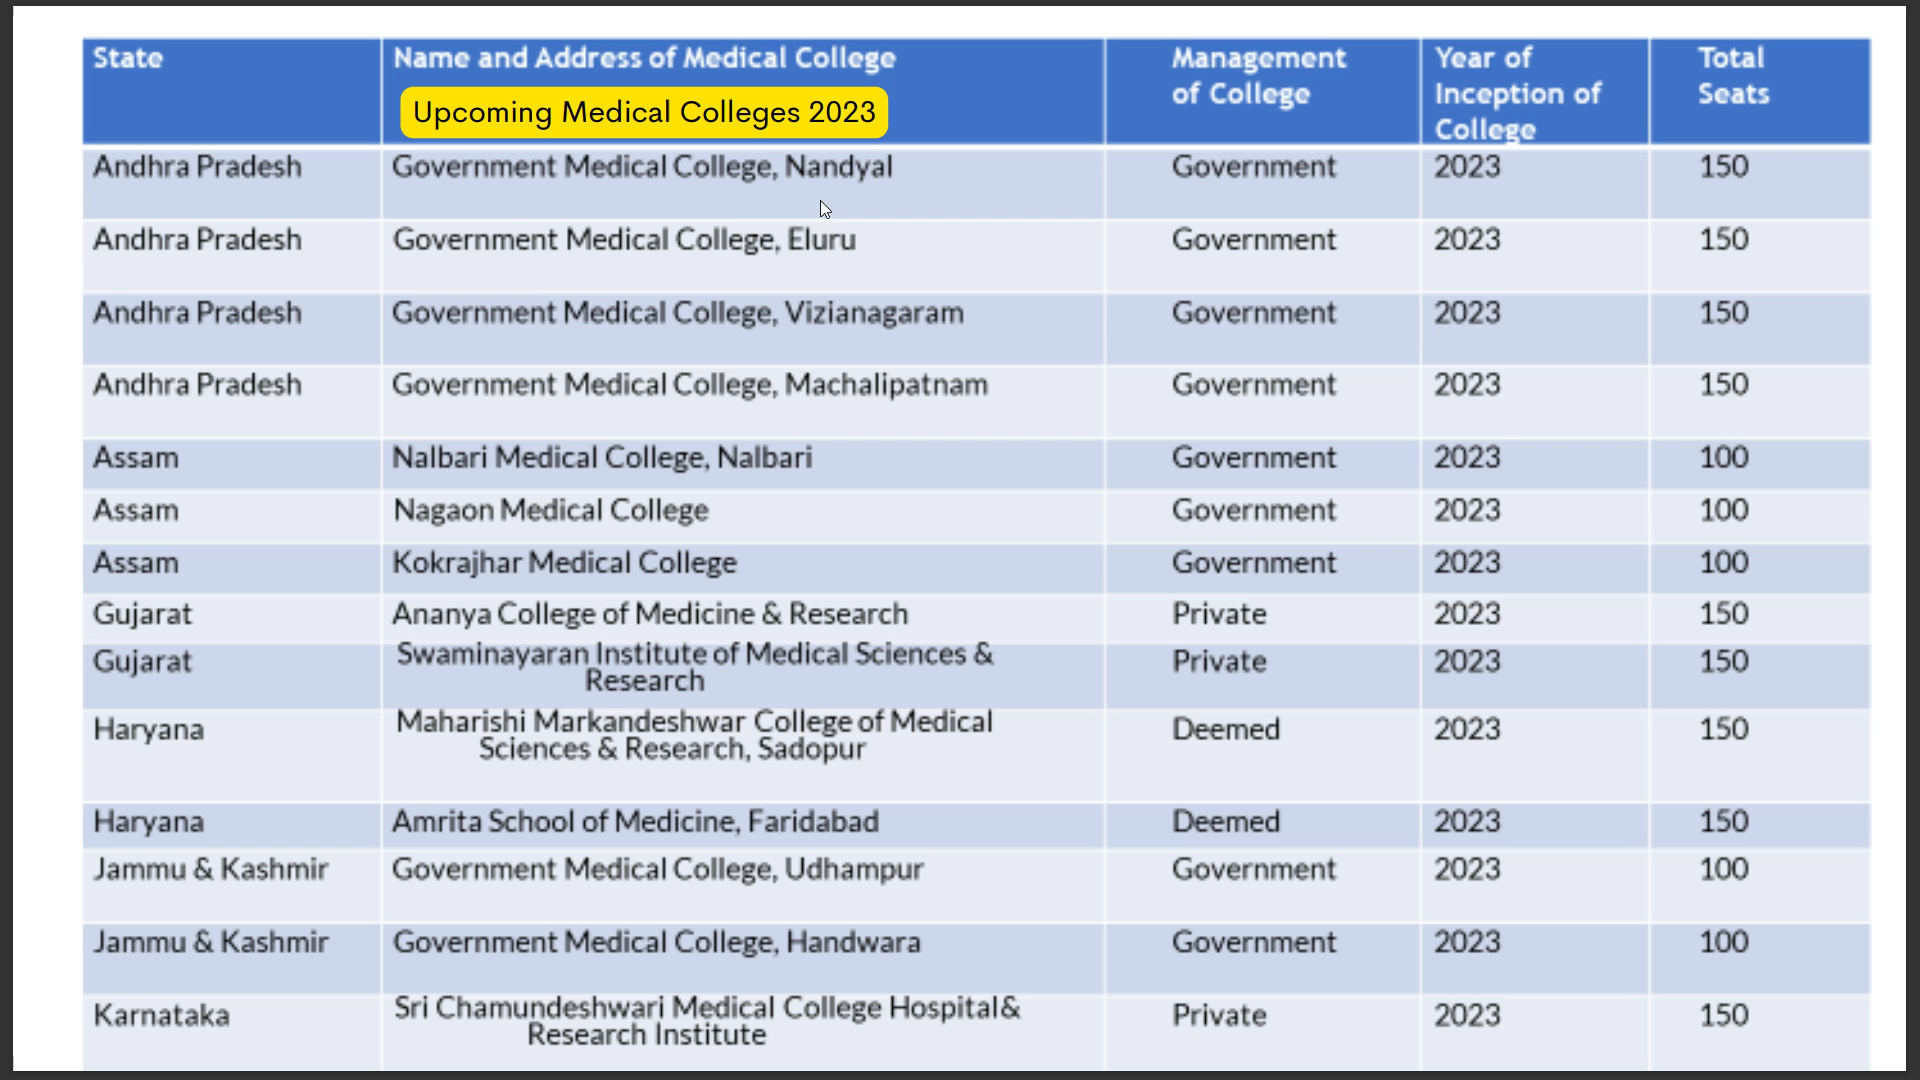 State Name and Address of Medical College Management of College Year of Inception of College Total Seats
Upcoming Medical Colleges 2023
Andhra Pradesh Government Medical College, Nandyal Government 2023 150
Andhra Pradesh Government Medical College, Eluru Government 2023 150
Andhra Pradesh Government Medical College, Vizianagaram Government 2023 150
Andhra Pradesh Government Medical College, Machalipatnam Government 2023 150
Assam Nalbari Medical College, Nalbari Government 2023 100
Assam Nagaon Medical College Government 2023 100
Assam Kokrajhar Medical College Government 2023 100
Gujarat Ananya College of Medicine & Research Private 2023 150
Gujarat Swaminayaran Institute of Medical Sciences & Research Private 2023 150
Haryana Maharishi Markandeshwar College of Medical Sciences & Research, Sadopur Deemed 2023 150
Haryana Amrita School of Medicine, Faridabad Deemed 2023 150
Jammu & Kashmir Government Medical College, Udhampur Government 2023 100
Jammu & Kashmir Government Medical College, Handwara Government 2023 100
Karnataka Sri Chamundeshwari Medical College Hospital& Research Institute Private 2023 150